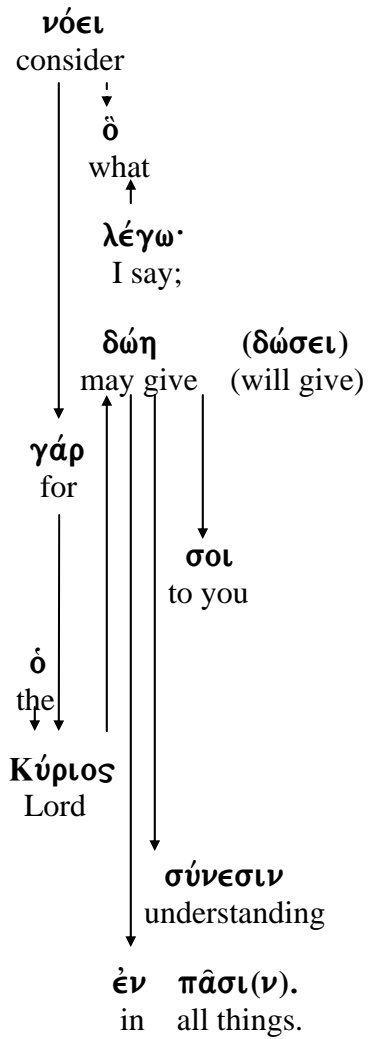 νόει
consider
ὃ
what
λέγω·
I say;
δώη (δώσει)
may give (will give)
γάρ
for
σοι
to you
ὁ
the
Κύριος
Lord
σύνεσιν
understanding
ἐν πᾶσι(ν).
in all things.